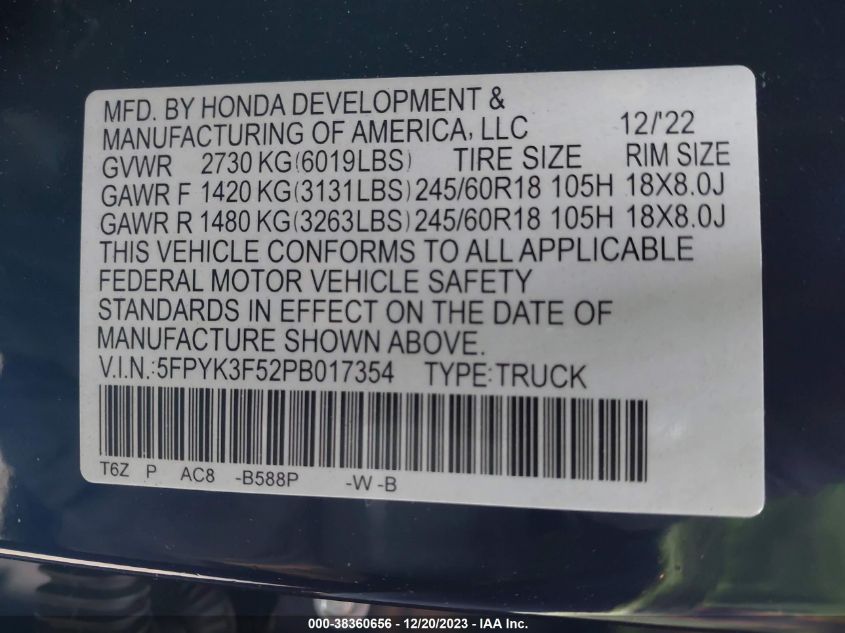 MFD. BY HONDA DEVELOPMENT &
MANUFACTURING OF AMERICA, LLC 12/'22
GVWR 2730 KG(6019LBS) TIRE SIZE RIM SIZE
GAWR F 1420 KG(3131LBS) 245/60R18 105H 18X8.0J
GAWR R 1480 KG(3263LBS) 245/60R18 105H 18X8.0J
THIS VEHICLE CONFORMS TO ALL APPLICABLE
FEDERAL MOTOR VEHICLE SAFETY
STANDARDS IN EFFECT ON THE DATE OF
MANUFACTURE SHOWN ABOVE.
V.I.N.:5FPYK3F52PB017354 TYPE:TRUCK
T6Z P AC8 -B588P -W -B
000-38360656 - 12/20/2023 - IAA Inc.